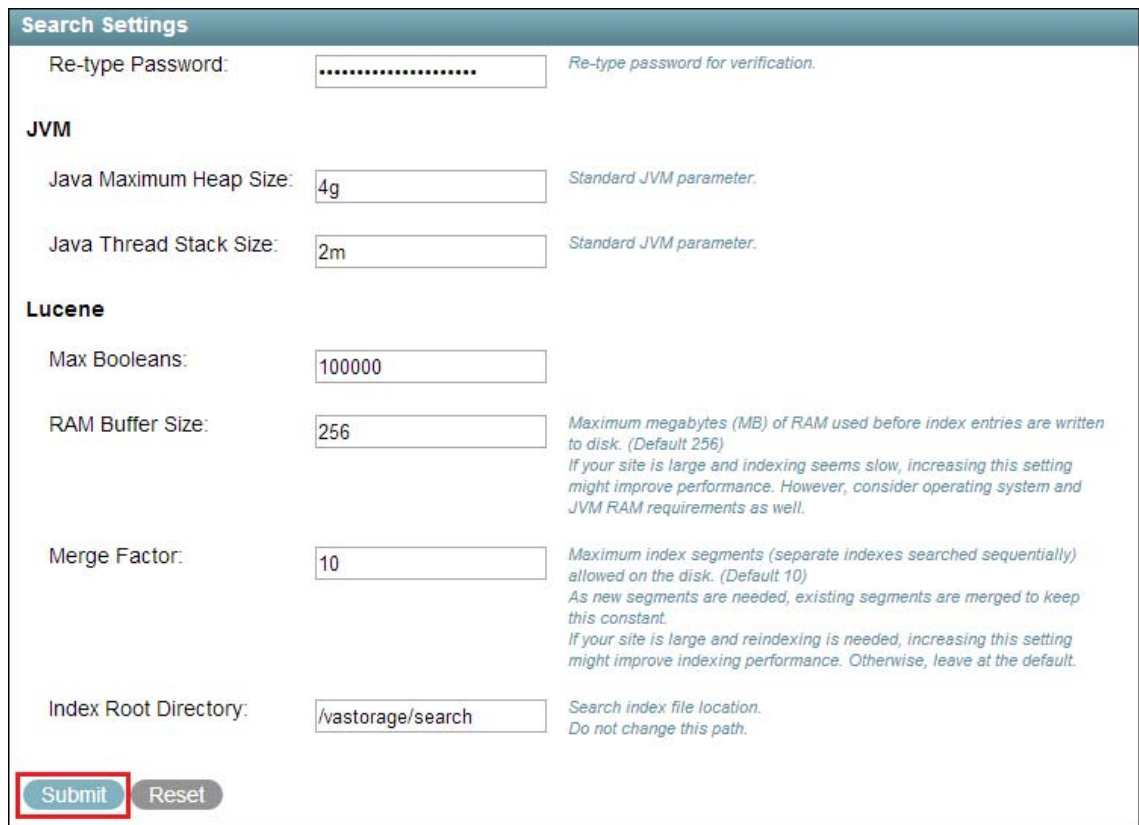 Search Settings
Re-type Password:
•••••••••••••••••••••
Re-type password for verification.
JVM
Java Maximum Heap Size:
4g
Standard JVM parameter.
Java Thread Stack Size:
2m
Standard JVM parameter.
Lucene
Max Booleans:
100000
RAM Buffer Size:
256
Maximum megabytes (MB) of RAM used before index entries are written
to disk. (Default 256)
If your site is large and indexing seems slow, increasing this setting
might improve performance. However, consider operating system and
JVM RAM requirements as well.
Merge Factor:
10
Maximum index segments (separate indexes searched sequentially)
allowed on the disk. (Default 10)
As new segments are needed, existing segments are merged to keep
this constant.
If your site is large and reindexing is needed, increasing this setting
might improve indexing performance. Otherwise, leave at the default.
Index Root Directory:
/vastorage/search
Search index file location.
Do not change this path.
Submit Reset